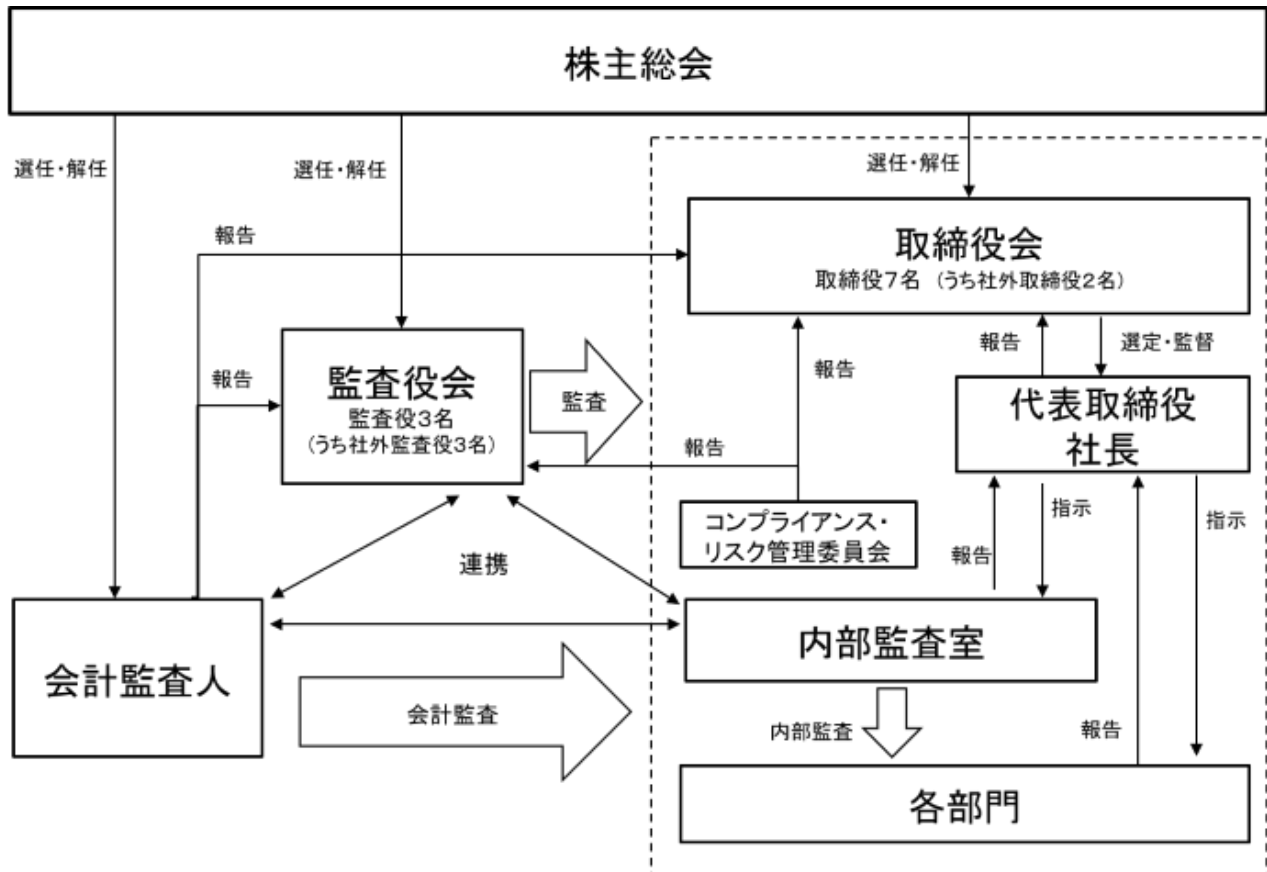 株主総会
選任・解任
選任・解任
選任・解任
報告
取締役会
取締役7名 (うち社外取締役2名)
報告
監査役会
監査役3名
(うち社外監査役3名)
監査
報告
報告
選定・監督
代表取締役
社長
報告
コンプライアンス・
リスク管理委員会
報告
指示
指示
連携
内部監査室
会計監査人
会計監査
内部監査
報告
各部門